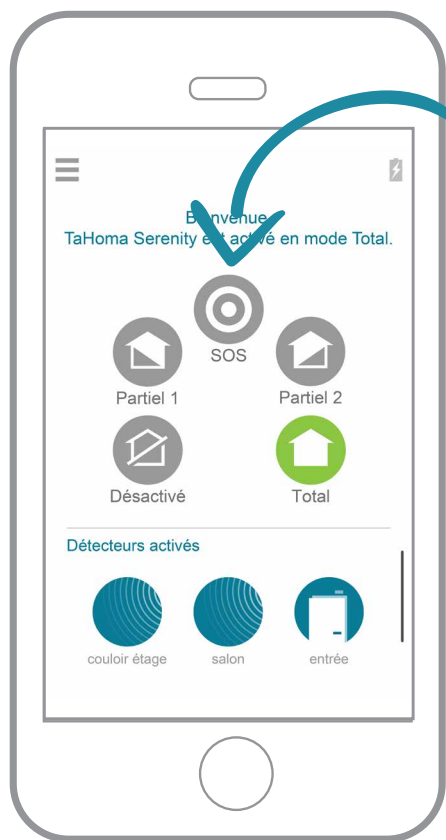 Bienvenue
TaHoma Serenity est activé en mode Total.
SOS
Partiel 1
Partiel 2
Désactivé
Total
Détecteurs activés
couloir étage
salon
entrée